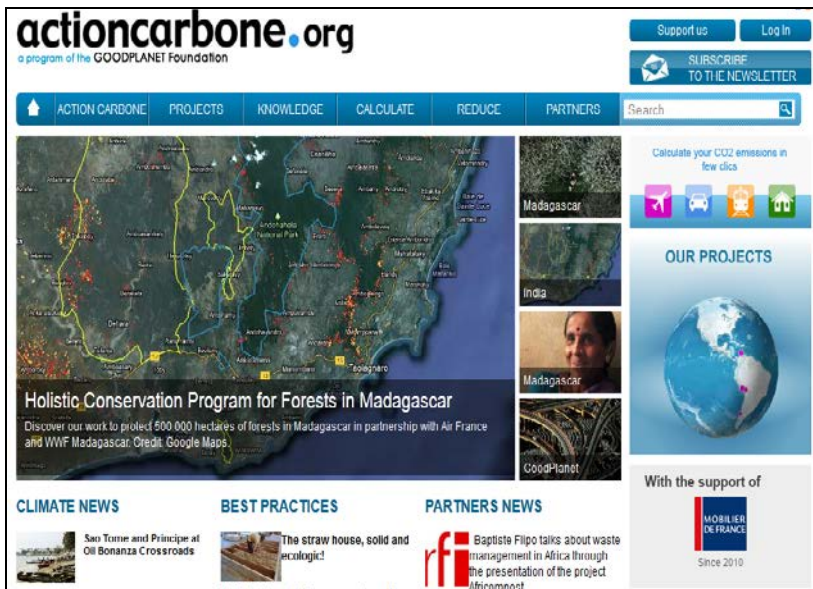 actioncarbone.org
a program of the GOODPLANET Foundation
Support us
Log In
SUBSCRIBE
TO THE NEWSLETTER
ACTION CARBONE
PROJECTS
KNOWLEDGE
CALCULATE
REDUCE
PARTNERS
Search
Calculate your CO2 emissions in
few clics
Andohahela
National Park
Taolagnaro
Madagascar
India
Madagascar
GoodPlanet
Holistic Conservation Program for Forests in Madagascar
Discover our work to protect 500 000 hectares of forests in Madagascar in partnership with Air France
and WWF Madagascar. Credit: Google Maps.
OUR PROJECTS
With the support of
MOBILIER
DE FRANCE
Since 2010
CLIMATE NEWS
Sao Tome and Principe at
Oil Bonanza Crossroads
BEST PRACTICES
The straw house, solid and
ecologic!
PARTNERS NEWS
rfi
Baptiste Flipo talks about waste
management in Africa through
the presentation of the project
Africompost